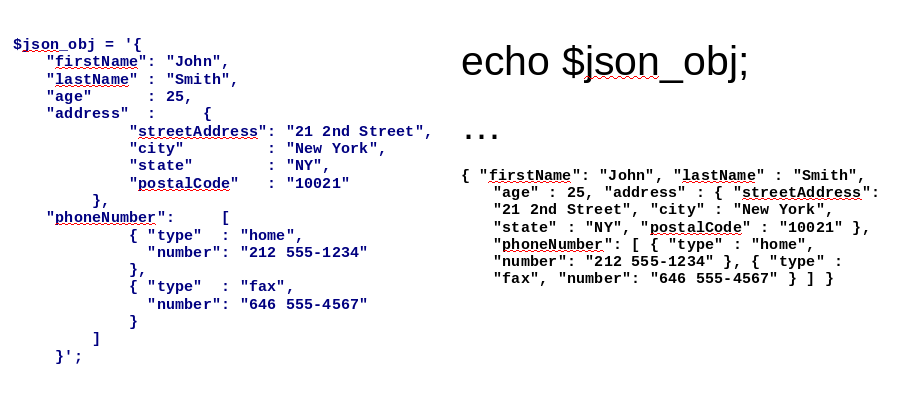 $json_obj = '{
    "firstName": "John",
    "lastName" : "Smith",
    "age"      : 25,
    "address"  :     {
             "streetAddress": "21 2nd Street",
             "city"         : "New York",
             "state"        : "NY",
             "postalCode"   : "10021"
         },
    "phoneNumber":     [
             { "type"  : "home",
               "number": "212 555-1234"
             },
             { "type"  : "fax",
               "number": "646 555-4567"
             }
         ]
     }';
echo $json_obj;
...
{ "firstName": "John", "lastName" : "Smith",
    "age" : 25, "address" : { "streetAddress":
    "21 2nd Street", "city" : "New York",
    "state" : "NY", "postalCode" : "10021" },
    "phoneNumber": [ { "type" : "home",
    "number": "212 555-1234" }, { "type" :
    "fax", "number": "646 555-4567" } ] }